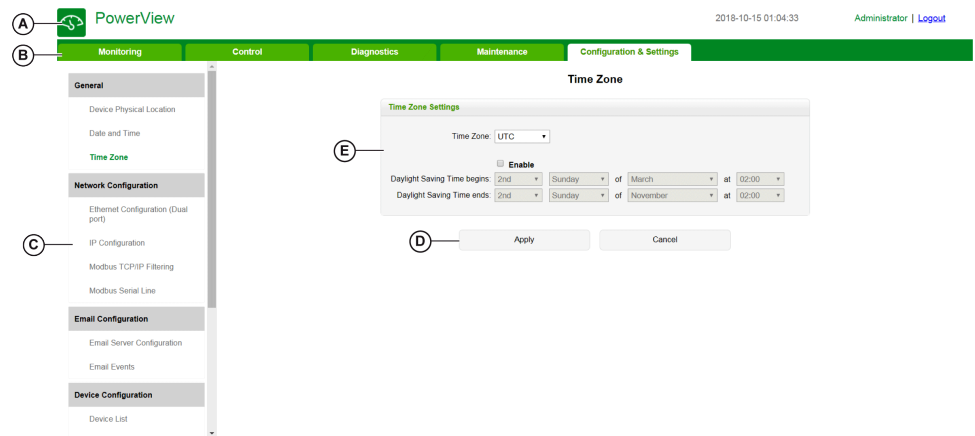 A
PowerView
2018-10-15 01:04:33
Administrator | Logout
B
Monitoring Control Diagnostics Maintenance Configuration & Settings
General
Device Physical Location
Date and Time
Time Zone
Network Configuration
Ethernet Configuration (Dual
port)
C
IP Configuration
Modbus TCP/IP Filtering
Modbus Serial Line
Email Configuration
Email Server Configuration
Email Events
Device Configuration
Device List
Time Zone
Time Zone Settings
E
Time Zone: UTC
Enable
Daylight Saving Time begins: 2nd Sunday of March at 02:00
Daylight Saving Time ends: 2nd Sunday of November at 02:00
D
Apply Cancel